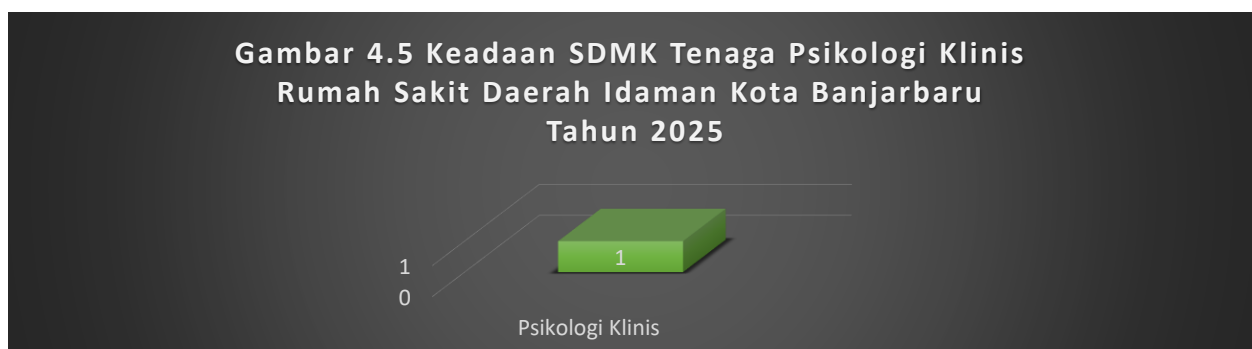 Gambar 4.5 Keadaan SDMK Tenaga Psikologi Klinis
Rumah Sakit Daerah Idaman Kota Banjarbaru
Tahun 2025
1
1
0
Psikologi Klinis